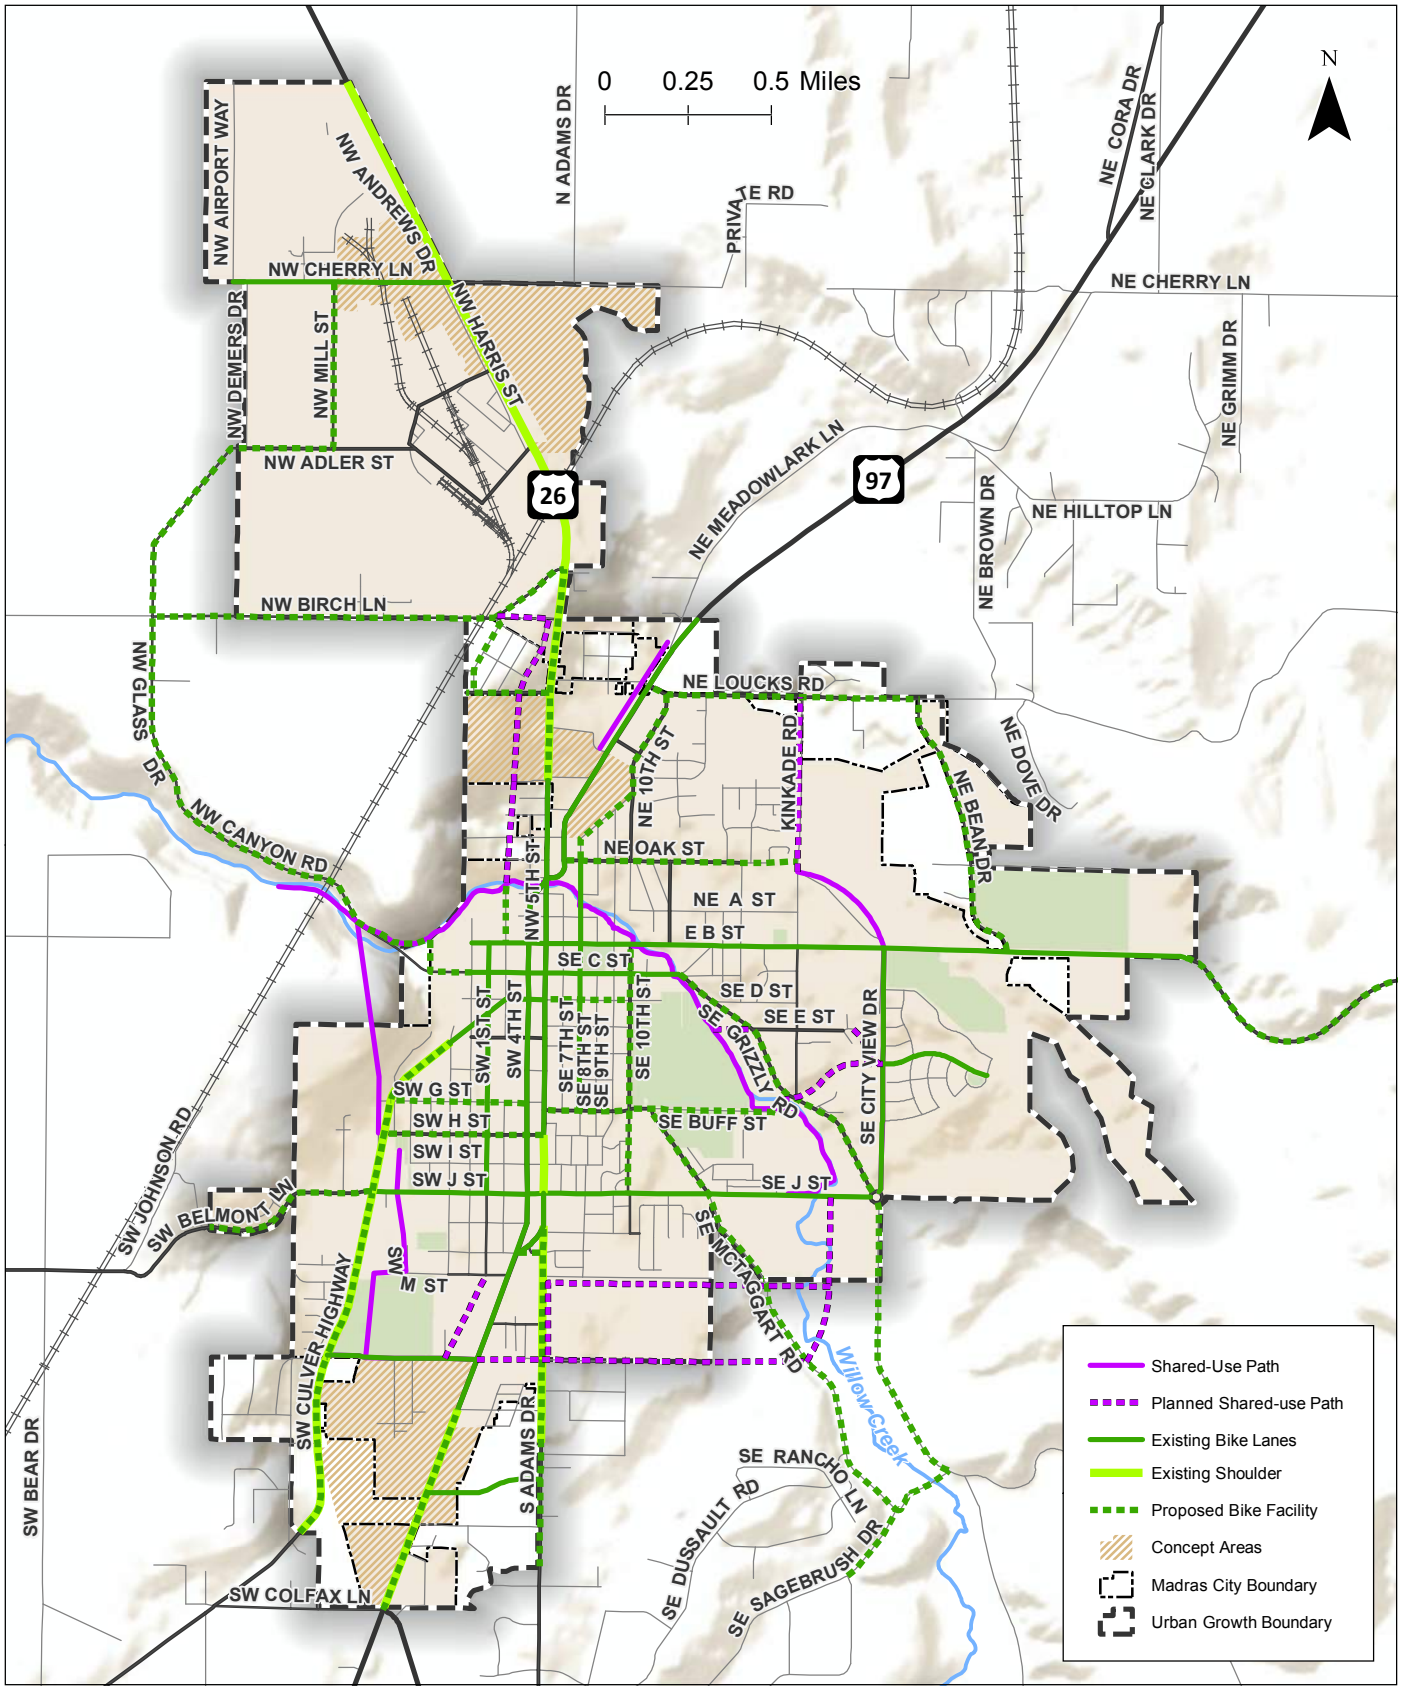 N
0 0.25 0.5 Miles
NE CORA DR
NE CLARK DR
N ADAMS DR
NW AIRPORT WAY
NW ANDREWS DR
PRIVATE RD
NW CHERRY LN
NE CHERRY LN
NW DEMERS DR
NW MILL ST
NW HARRIS ST
NE GRIMM DR
NW ADLER ST
26
97
NE MEADOWLARK LN
NE BROWN DR
NE HILLTOP LN
NW BIRCH LN
NW GLASS DR
NE LOUCKS RD
NE DOVE DR
NE 10TH ST
KINKADE RD
NE BEAN DR
NW CANYON RD
NE OAK ST
NW 5TH ST
NE A ST
E B ST
SE C ST
SE D ST
SE E ST
SW 1ST ST
SW 4TH ST
SE 7TH ST
SE 8TH ST
SE 9TH ST
SE 10TH ST
SE GRIZZLY RD
SE CITY VIEW DR
SW G ST
SW H ST
SE BUFF ST
SW I ST
SW J ST
SE J ST
SW JOHNSON RD
SW BELMONT LN
SW M ST
SE MCTAGGART RD
SW CULVER HIGHWAY
Willow Creek
S ADAMS DR
SW BEAR DR
SE RANCHO LN
SE DUSSAULT RD
SE SAGEBRUSH DR
SW COLFAX LN
Shared-Use Path
Planned Shared-use Path
Existing Bike Lanes
Existing Shoulder
Proposed Bike Facility
Concept Areas
Madras City Boundary
Urban Growth Boundary